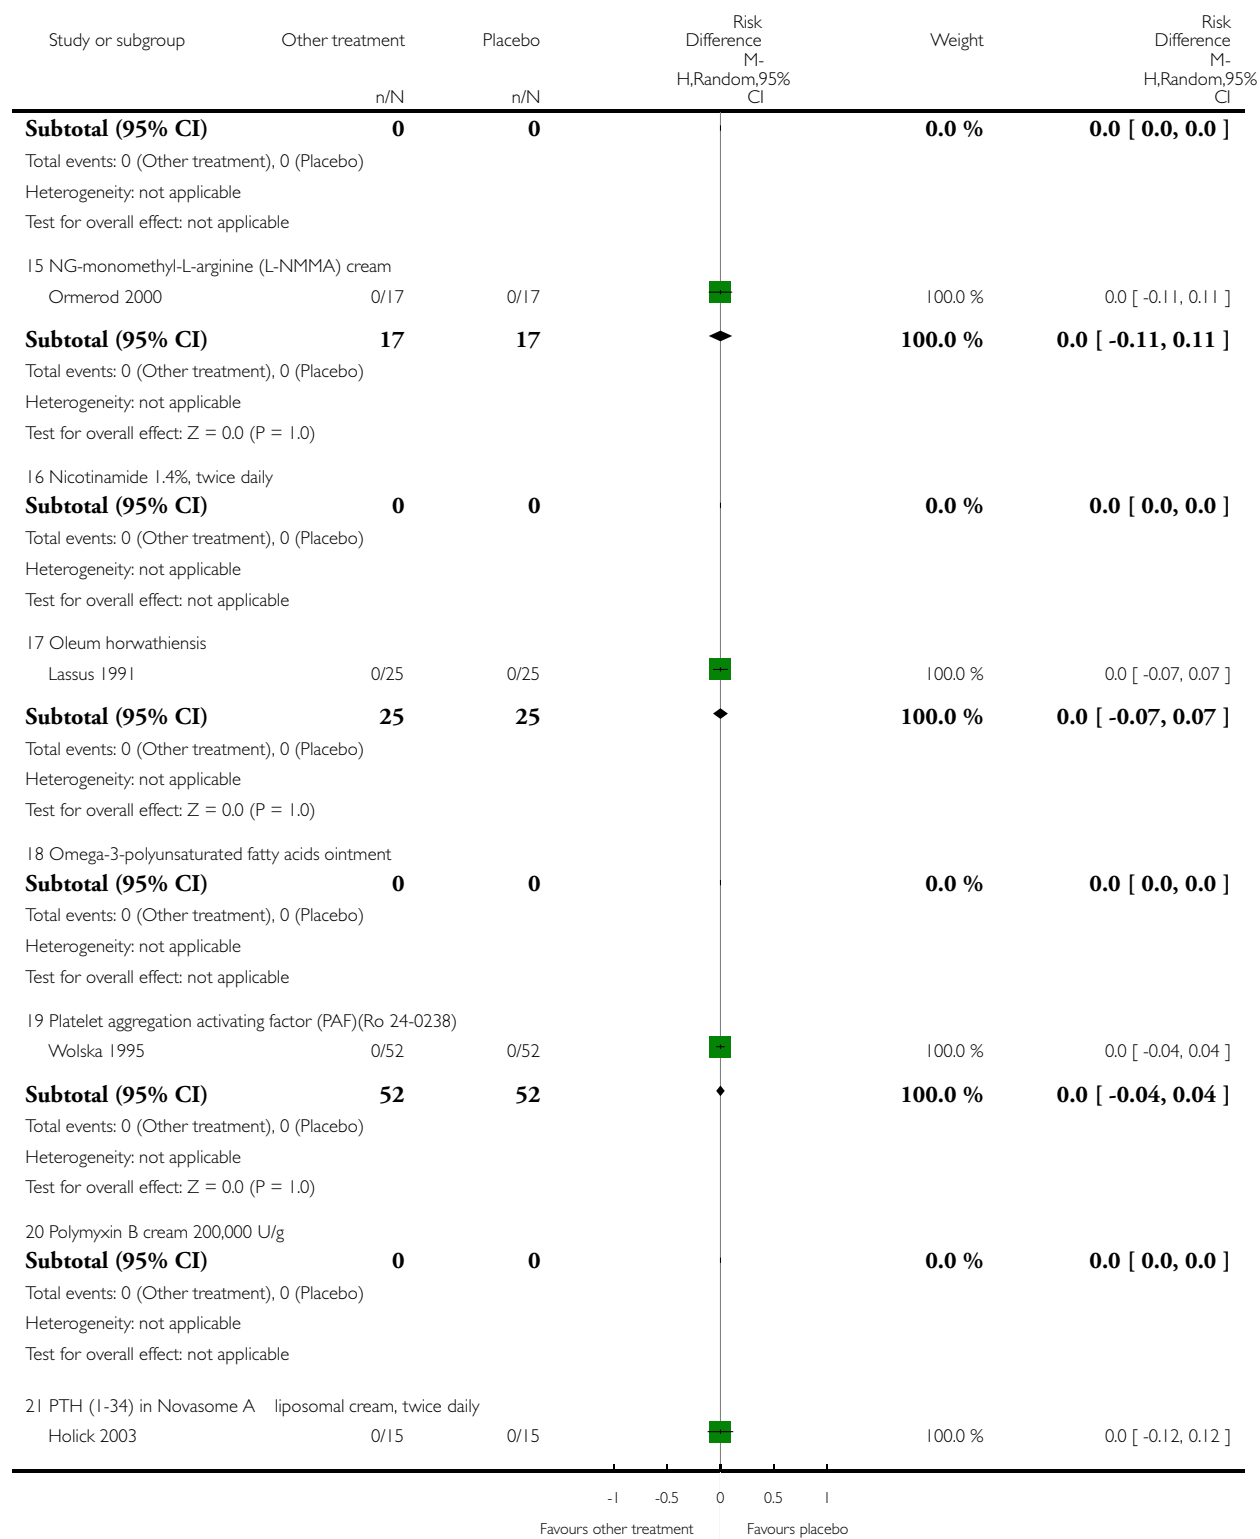 Study or subgroup Other treatment Placebo Risk Difference Weight Risk Difference
M-H,Random,95% CI M-H,Random,95% CI
n/N n/N
Subtotal (95% CI) 0 0 0.0 % 0.0 [ 0.0, 0.0 ]
Total events: 0 (Other treatment), 0 (Placebo)
Heterogeneity: not applicable
Test for overall effect: not applicable
15 NG-monomethyl-L-arginine (L-NMMA) cream
Ormerod 2000 0/17 0/17 100.0 % 0.0 [ -0.11, 0.11 ]
Subtotal (95% CI) 17 17 100.0 % 0.0 [ -0.11, 0.11 ]
Total events: 0 (Other treatment), 0 (Placebo)
Heterogeneity: not applicable
Test for overall effect: Z = 0.0 (P = 1.0)
16 Nicotinamide 1.4%, twice daily
Subtotal (95% CI) 0 0 0.0 % 0.0 [ 0.0, 0.0 ]
Total events: 0 (Other treatment), 0 (Placebo)
Heterogeneity: not applicable
Test for overall effect: not applicable
17 Oleum horwathiensis
Lassus 1991 0/25 0/25 100.0 % 0.0 [ -0.07, 0.07 ]
Subtotal (95% CI) 25 25 100.0 % 0.0 [ -0.07, 0.07 ]
Total events: 0 (Other treatment), 0 (Placebo)
Heterogeneity: not applicable
Test for overall effect: Z = 0.0 (P = 1.0)
18 Omega-3-polyunsaturated fatty acids ointment
Subtotal (95% CI) 0 0 0.0 % 0.0 [ 0.0, 0.0 ]
Total events: 0 (Other treatment), 0 (Placebo)
Heterogeneity: not applicable
Test for overall effect: not applicable
19 Platelet aggregation activating factor (PAF)(Ro 24-0238)
Wolska 1995 0/52 0/52 100.0 % 0.0 [ -0.04, 0.04 ]
Subtotal (95% CI) 52 52 100.0 % 0.0 [ -0.04, 0.04 ]
Total events: 0 (Other treatment), 0 (Placebo)
Heterogeneity: not applicable
Test for overall effect: Z = 0.0 (P = 1.0)
20 Polymyxin B cream 200,000 U/g
Subtotal (95% CI) 0 0 0.0 % 0.0 [ 0.0, 0.0 ]
Total events: 0 (Other treatment), 0 (Placebo)
Heterogeneity: not applicable
Test for overall effect: not applicable
21 PTH (1-34) in Novasome A liposomal cream, twice daily
Holick 2003 0/15 0/15 100.0 % 0.0 [ -0.12, 0.12 ]
-1 -0.5 0 0.5 1
Favours other treatment Favours placebo